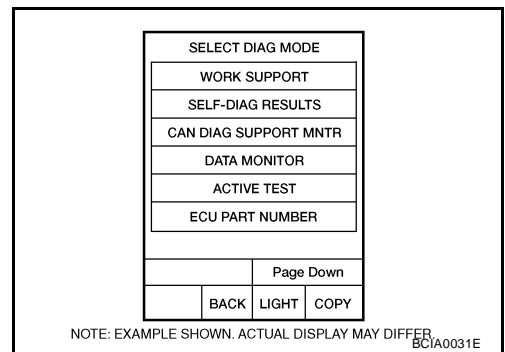 SELECT DIAG MODE
WORK SUPPORT
SELF-DIAG RESULTS
CAN DIAG SUPPORT MNTR
DATA MONITOR
ACTIVE TEST
ECU PART NUMBER
Page Down
BACK LIGHT COPY
NOTE: EXAMPLE SHOWN. ACTUAL DISPLAY MAY DIFFER.
BCIA0031E